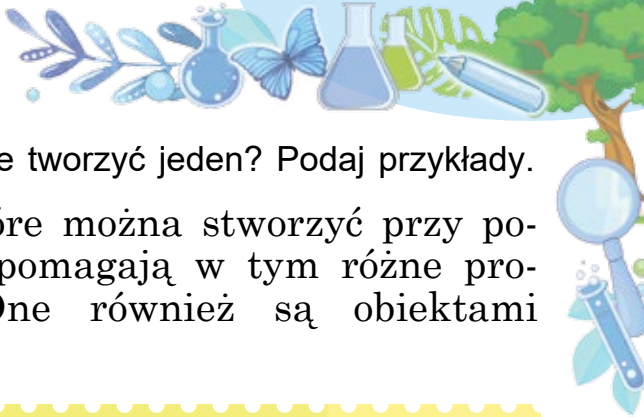 e tworzyć jeden? Podaj przykłady.
óre można stworzyć przy po-
pomagają w tym różne pro-
One również są obiektami